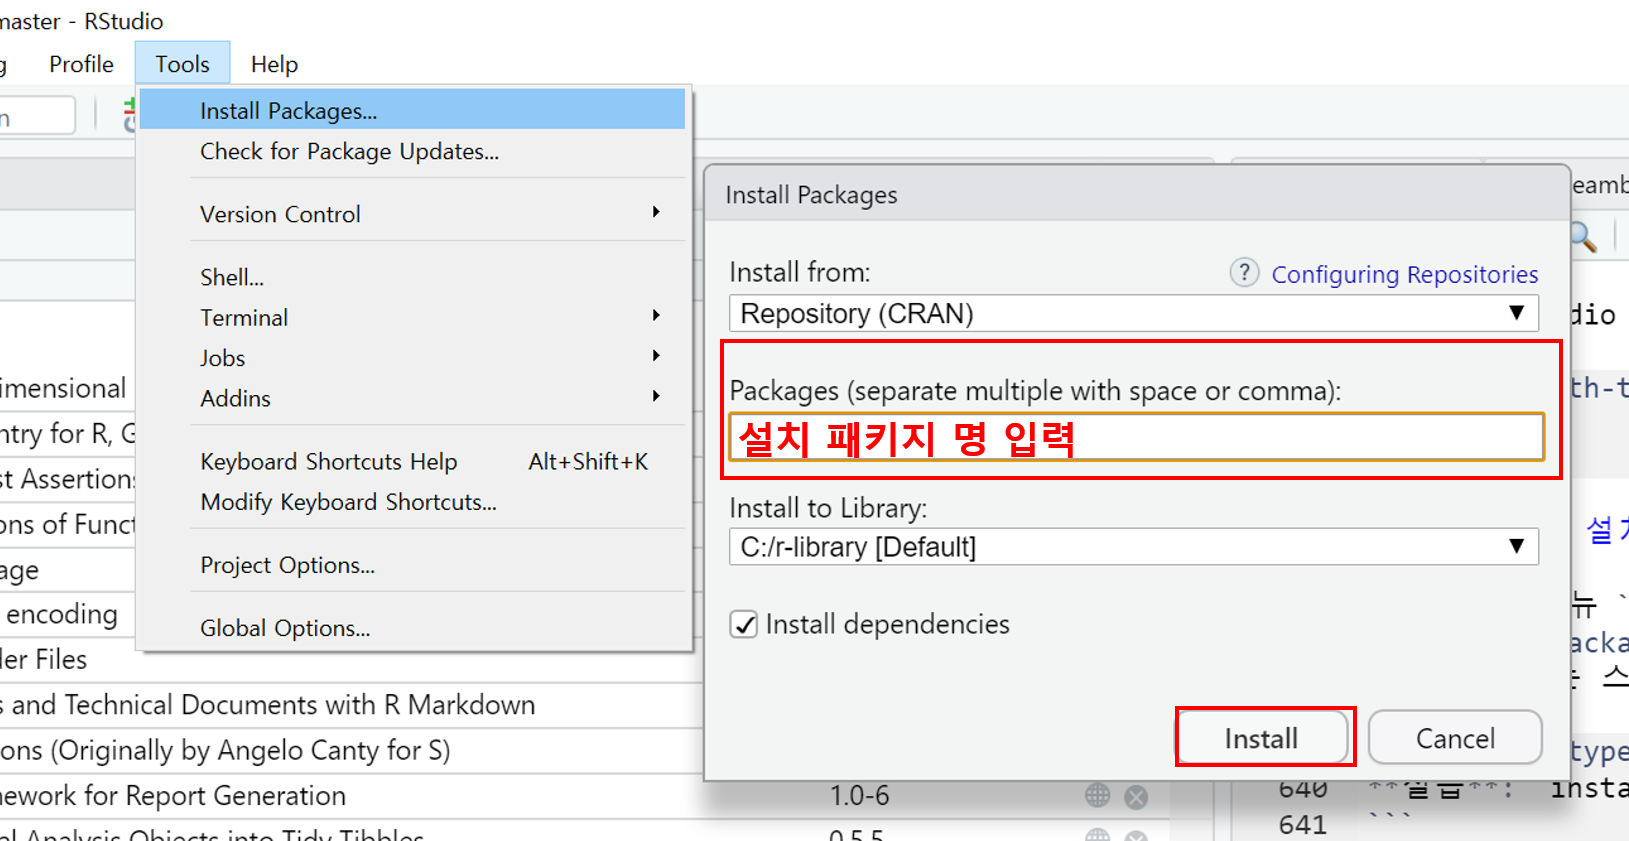 master - RStudio
g Profile Tools Help
n
Install Packages...
Check for Package Updates...
Version Control
Shell...
Terminal
Jobs
Addins
Keyboard Shortcuts Help Alt+Shift+K
Modify Keyboard Shortcuts...
Project Options...
Global Options...
imensional
ntry for R, G
st Assertions
ons of Funct
age
encoding
ler Files
s and Technical Documents with R Markdown
ions (Originally by Angelo Canty for S)
nework for Report Generation 1.0-6
al Analysis Objects into Tidy Tibbles 0.5.5
Install Packages
Install from:
? Configuring Repositories
Repository (CRAN)
Packages (separate multiple with space or comma):
설치 패키지 명 입력
Install to Library:
C:/r-library [Default]
Install dependencies
Install Cancel
eamb
dio
th-t
설치
뉴 `
acka
스
type
640 **실습**: insta
641 ```